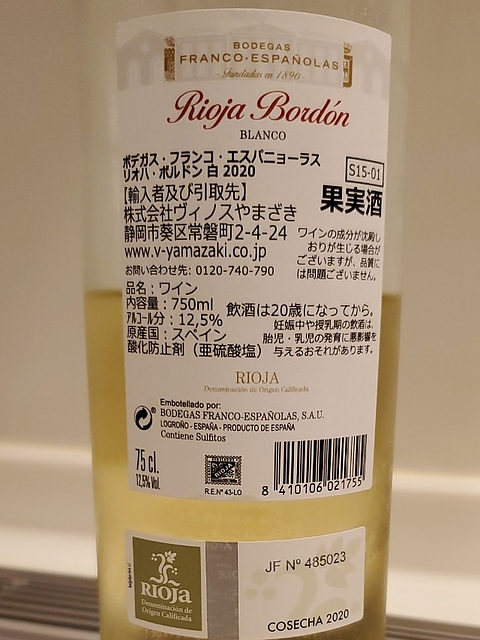 BODEGAS
FRANCO-ESPAÑOLAS
- Fundadas en 1890 -
Rioja Bordón
BLANCO
ボデガス・フランコ・エスパニョーラス
リオハ・ボルドン 白 2020
S15-01
【輸入者及び引取先】
果実酒
株式会社ヴィノスやまざき
静岡市葵区常磐町2-4-24
www.v-yamazaki.co.jp
お問い合わせ先: 0120-740-790
ワインの成分が沈殿し
おりが生じる場合が
ございますが、品質に
は問題ございません。
品名：ワイン
内容量：750ml
アルコール分：12,5%
原産国：スペイン
酸化防止剤（亜硫酸塩）
飲酒は20歳になってから。
妊娠中や授乳期の飲酒は、
胎児・乳児の発育に悪影響を
与えるおそれがあります。
RIOJA
Denominación de Origen Calificada
Embotellado por:
BODEGAS FRANCO-ESPAÑOLAS, S.A.U.
LOGROÑO - ESPAÑA - PRODUCTO DE ESPAÑA
Contiene Sulfitos
75 cl.
12,5% Vol.
RIOJA
R.E.Nº 43-LO
8 410106 021755
RIOJA
Denominación de
Origen Calificada
JF Nº 485023
COSECHA 2020